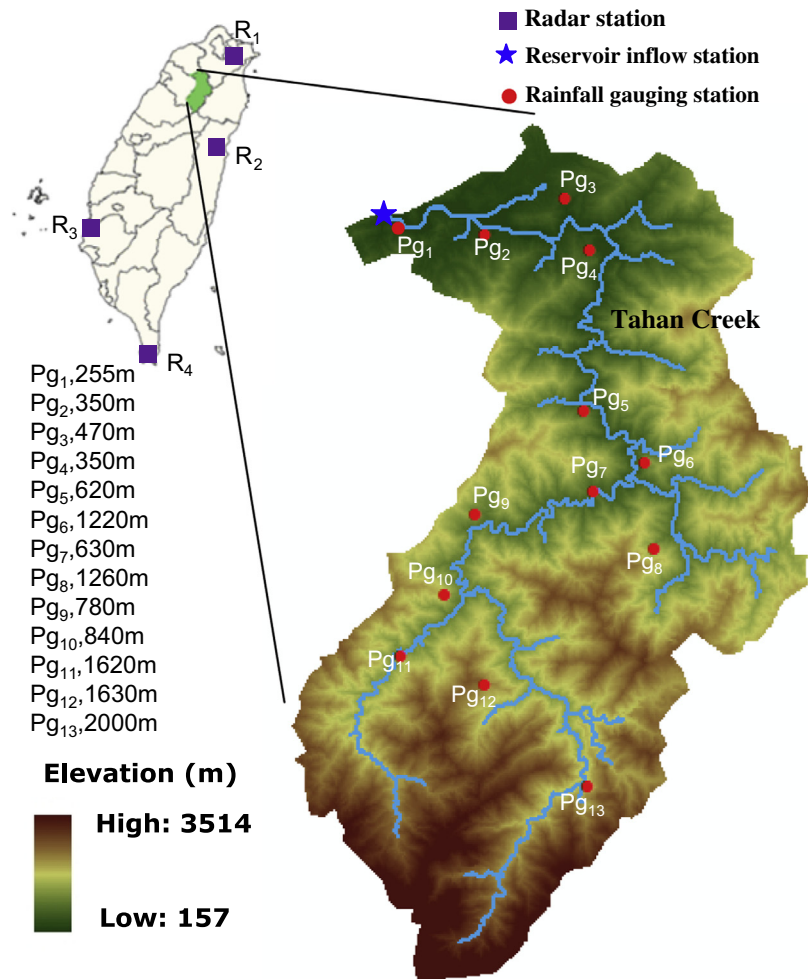 Radar station
Reservoir inflow station
Rainfall gauging station
R1
R2
R3
R4
Pg3
Pg1
Pg2
Pg4
Tahan Creek
Pg5
Pg6
Pg7
Pg9
Pg8
Pg10
Pg11
Pg12
Pg13
Pg1,255m
Pg2,350m
Pg3,470m
Pg4,350m
Pg5,620m
Pg6,1220m
Pg7,630m
Pg8,1260m
Pg9,780m
Pg10,840m
Pg11,1620m
Pg12,1630m
Pg13,2000m
Elevation (m)
High: 3514
Low: 157